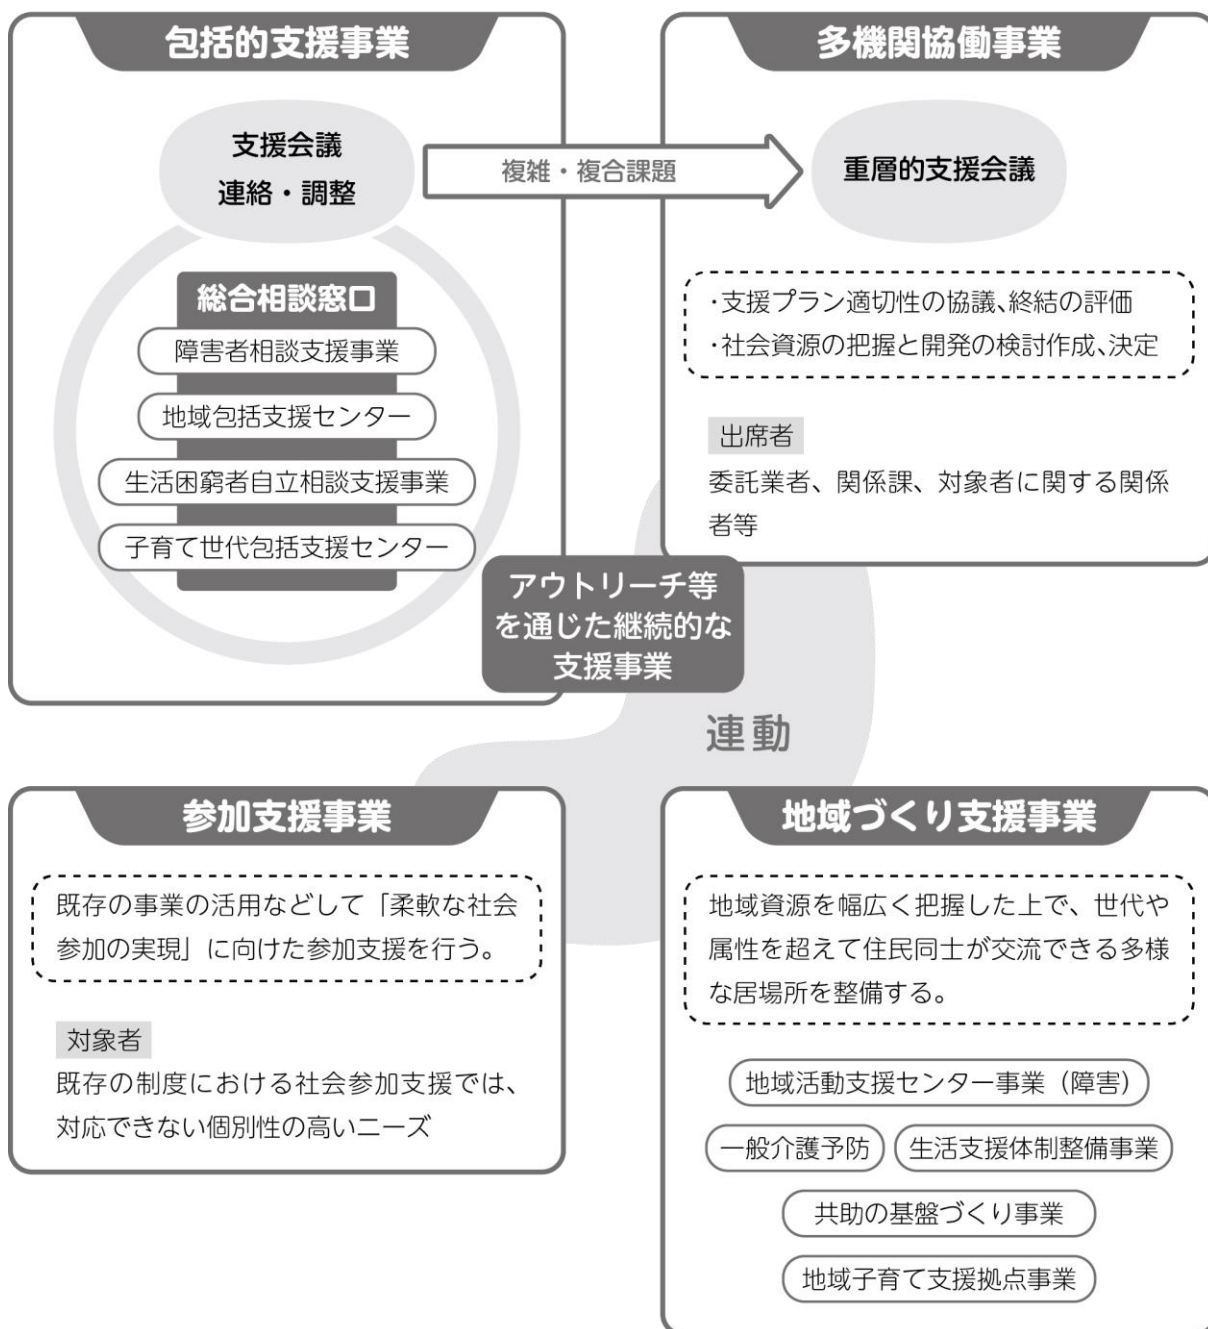 包括的支援事業
支援会議
連絡・調整
総合相談窓口
障害者相談支援事業
地域包括支援センター
生活困窮者自立相談支援事業
子育て世代包括支援センター
複雑・複合課題
多機関協働事業
重層的支援会議
・支援プラン適切性の協議、終結の評価
・社会資源の把握と開発の検討作成、決定
出席者
委託業者、関係課、対象者に関する関係
者等
アウトリーチ等
を通じた継続的な
支援事業
連動
参加支援事業
既存の事業の活用などして「柔軟な社会
参加の実現」に向けた参加支援を行う。
対象者
既存の制度における社会参加支援では、
対応できない個別性の高いニーズ
地域づくり支援事業
地域資源を幅広く把握した上で、世代や
属性を超えて住民同士が交流できる多様
な居場所を整備する。
地域活動支援センター事業（障害）
一般介護予防
生活支援体制整備事業
共助の基盤づくり事業
地域子育て支援拠点事業